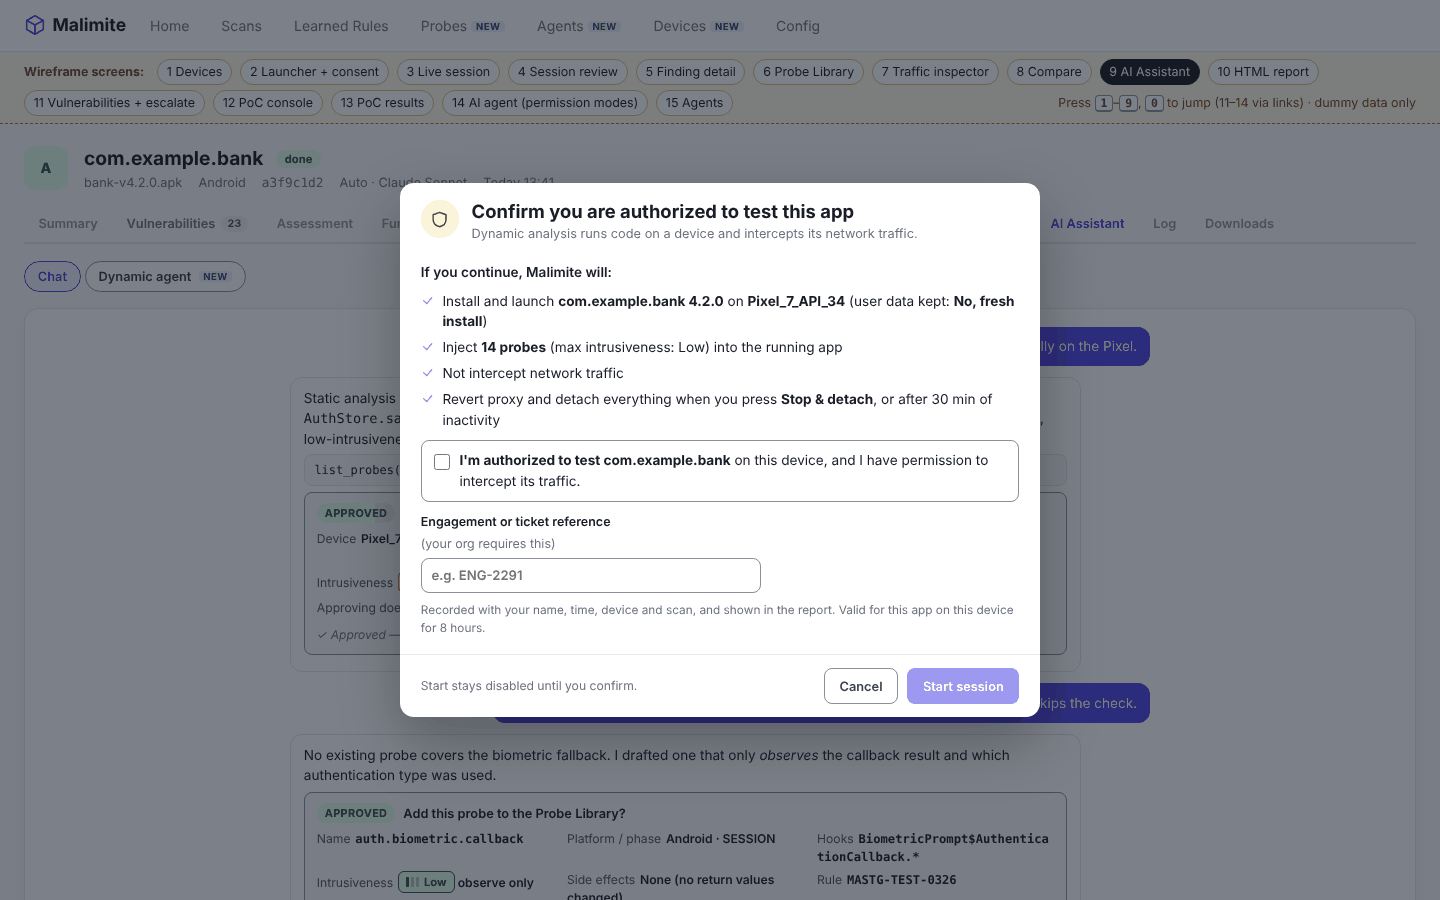 Malimite Home Scans Learned Rules Probes NEW Agents NEW Devices NEW Config
Wireframe screens: 1 Devices 2 Launcher + consent 3 Live session 4 Session review 5 Finding detail 6 Probe Library 7 Traffic inspector 8 Compare 9 AI Assistant 10 HTML report
11 Vulnerabilities + escalate 12 PoC console 13 PoC results 14 AI agent (permission modes) 15 Agents Press 1–9, 0 to jump (11–14 via links) · dummy data only
A
com.example.bank done
bank-v4.2.0.apk Android a3f9c1d2 Auto · Claude Sonnet Today 13:41
Summary Vulnerabilities 23 Assessment AI Assistant Log Downloads
Chat Dynamic agent NEW
Confirm you are authorized to test this app
Dynamic analysis runs code on a device and intercepts its network traffic.
If you continue, Malimite will:
Install and launch com.example.bank 4.2.0 on Pixel_7_API_34 (user data kept: No, fresh
install)
Inject 14 probes (max intrusiveness: Low) into the running app
Not intercept network traffic
Revert proxy and detach everything when you press Stop & detach, or after 30 min of
inactivity
I'm authorized to test com.example.bank on this device, and I have permission to
intercept its traffic.
Engagement or ticket reference
(your org requires this)
e.g. ENG-2291
Recorded with your name, time, device and scan, and shown in the report. Valid for this app on this device
for 8 hours.
Start stays disabled until you confirm.
Cancel Start session
on the Pixel.
Static analysis
low-intrusivene
list_probes(
APPROVED
Device Pixel_7
Intrusiveness
Approving doe
✓ Approved —
the check.
No existing probe covers the biometric fallback. I drafted one that only observes the callback result and which
authentication type was used.
APPROVED Add this probe to the Probe Library?
Name auth.biometric.callback Platform / phase Android · SESSION Hooks BiometricPrompt$Authentica
tionCallback.*
Intrusiveness Low observe only Side effects None (no return values Rule MASTG-TEST-0326
changed)